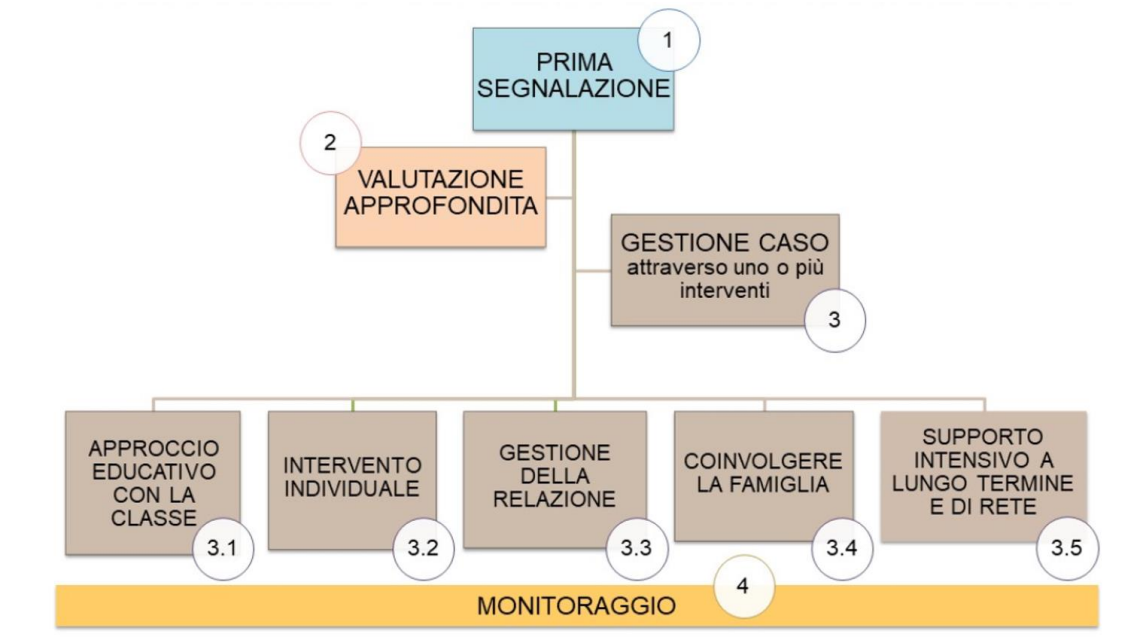 1
PRIMA
SEGNALAZIONE
2
VALUTAZIONE
APPROFONDITA
GESTIONE CASO
attraverso uno o più
interventi
3
APPROCCIO
EDUCATIVO
CON LA
CLASSE
3.1
INTERVENTO
INDIVIDUALE
3.2
GESTIONE
DELLA
RELAZIONE
3.3
COINVOLGERE
LA FAMIGLIA
3.4
SUPPORTO
INTENSIVO A
LUNGO TERMINE
E DI RETE
3.5
4
MONITORAGGIO